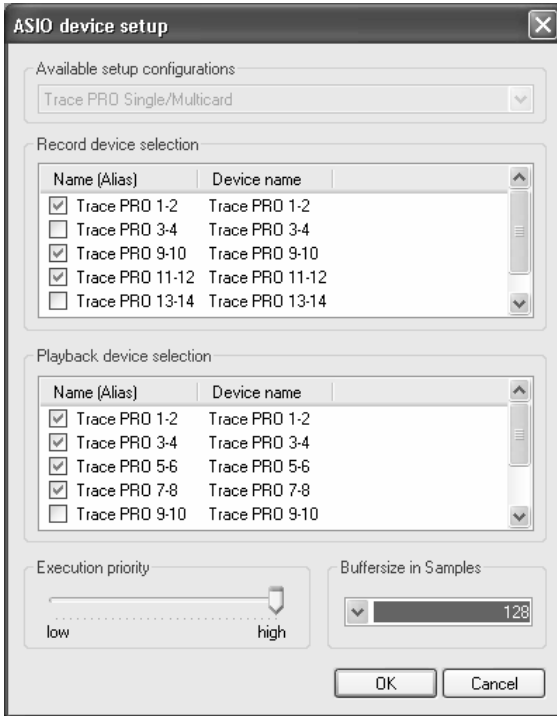 ASIO device setup
Available setup configurations
Trace PRO Single/Multicard
Record device selection
Name (Alias) Device name
Trace PRO 1-2 Trace PRO 1-2
Trace PRO 3-4 Trace PRO 3-4
Trace PRO 9-10 Trace PRO 9-10
Trace PRO 11-12 Trace PRO 11-12
Trace PRO 13-14 Trace PRO 13-14
Playback device selection
Name (Alias) Device name
Trace PRO 1-2 Trace PRO 1-2
Trace PRO 3-4 Trace PRO 3-4
Trace PRO 5-6 Trace PRO 5-6
Trace PRO 7-8 Trace PRO 7-8
Trace PRO 9-10 Trace PRO 9-10
Execution priority
low high
Buffersize in Samples
128
OK Cancel